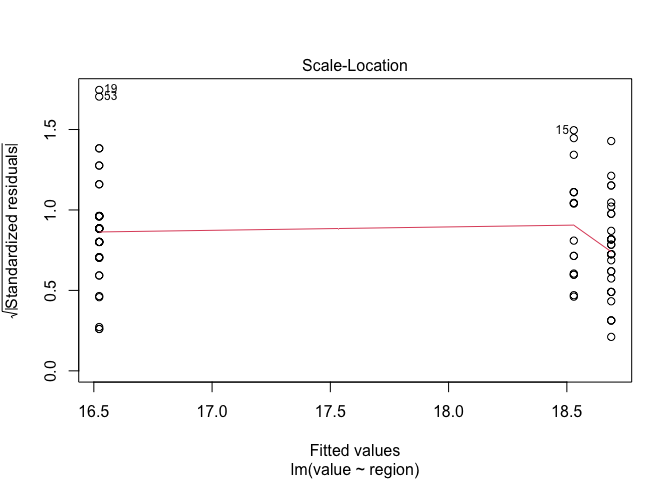 Scale-Location
19
53
15
√|Standardized residuals|
1.5
1.0
0.5
0.0
16.5 17.0 17.5 18.0 18.5
Fitted values
lm(value ~ region)